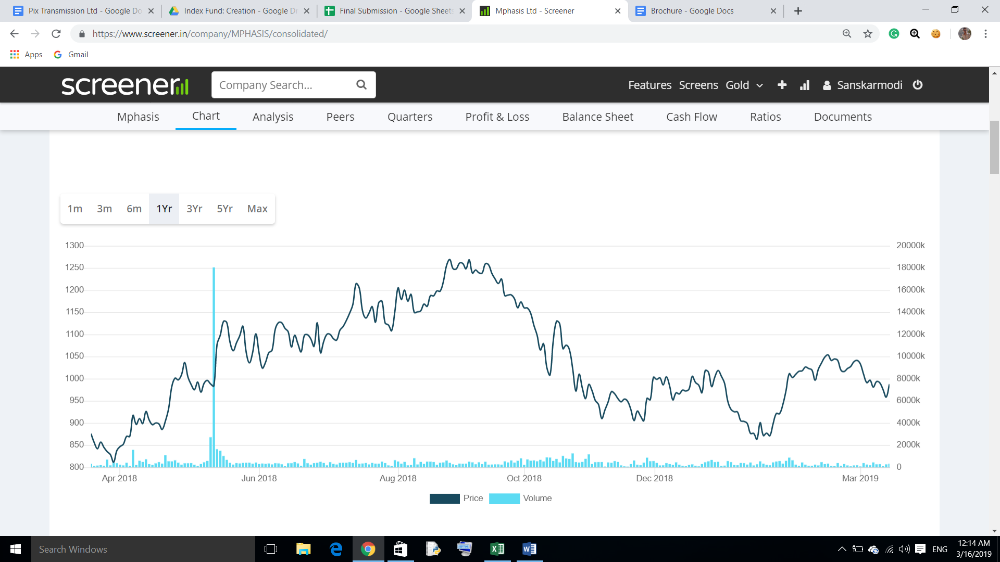 Pix Transmission Ltd - Google Do
Index Fund: Creation - Google Dr
Final Submission - Google Sheets
Mphasis Ltd - Screener
Brochure - Google Docs
https://www.screener.in/company/MPHASIS/consolidated/
Apps
Gmail
screener
Company Search...
Features Screens Gold
Sanskarmodi
Mphasis Chart Analysis Peers Quarters Profit & Loss Balance Sheet Cash Flow Ratios Documents
1m 3m 6m 1Yr 3Yr 5Yr Max
1300 20000k
1250 18000k
1200 16000k
1150 14000k
1100 12000k
1050 10000k
1000 8000k
950 6000k
900 4000k
850 2000k
800 0
Apr 2018 Jun 2018 Aug 2018 Oct 2018 Dec 2018 Mar 2019
Price Volume
Search Windows
ENG
12:14 AM
3/16/2019